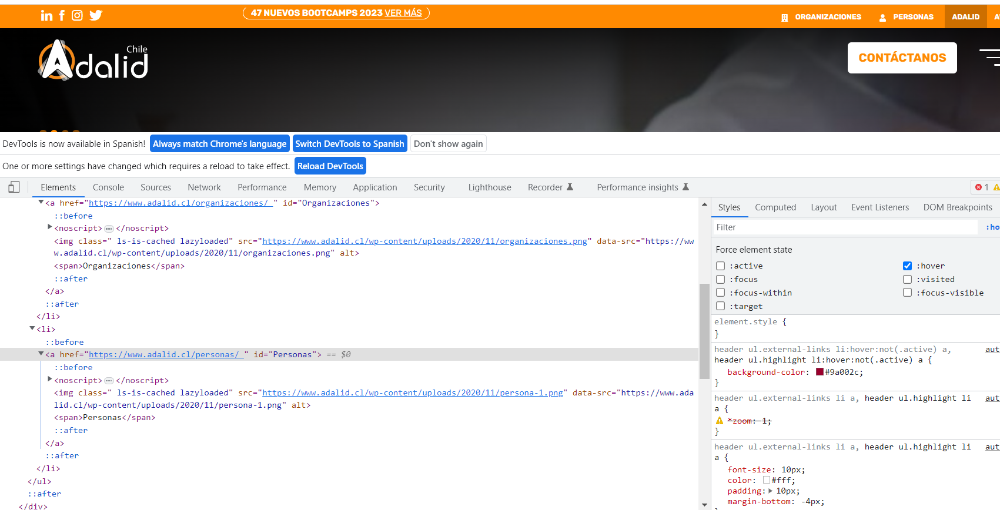 47 NUEVOS BOOTCAMPS 2023 VER MÁS
ORGANIZACIONES
PERSONAS
ADALID
Adalid Chile
CONTÁCTANOS
DevTools is now available in Spanish! Always match Chrome's language Switch DevTools to Spanish Don't show again
One or more settings have changed which requires a reload to take effect. Reload DevTools
Elements Console Sources Network Performance Memory Application Security Lighthouse Recorder Performance insights 1
<a href="https://www.adalid.cl/organizaciones/ " id="Organizaciones">
::before
<noscript> ⋯ </noscript>
<img class=" ls-is-cached lazyloaded" src="https://www.adalid.cl/wp-content/uploads/2020/11/organizaciones.png" data-src="https://ww
w.adalid.cl/wp-content/uploads/2020/11/organizaciones.png" alt>
<span>Organizaciones</span>
::after
</a>
::after
</li>
<li>
::before
<a href="https://www.adalid.cl/personas/ " id="Personas"> == $0
::before
<noscript> ⋯ </noscript>
<img class=" ls-is-cached lazyloaded" src="https://www.adalid.cl/wp-content/uploads/2020/11/persona-1.png" data-src="https://www.ada
lid.cl/wp-content/uploads/2020/11/persona-1.png" alt>
<span>Personas</span>
::after
</a>
::after
</li>
</ul>
::after
</div>
Styles Computed Layout Event Listeners DOM Breakpoints
Filter :ho
Force element state
:active :hover
:focus :visited
:focus-within :focus-visible
:target
element.style {
}
header ul.external-links li:hover:not(.active) a, aut
header ul.highlight li:hover:not(.active) a {
background-color: #9a002c;
}
header ul.external-links li a, header ul.highlight li aut
a {
*zoom: 1;
}
header ul.external-links li a, header ul.highlight li aut
a {
font-size: 10px;
color: #fff;
padding: 10px;
margin-bottom: -4px;